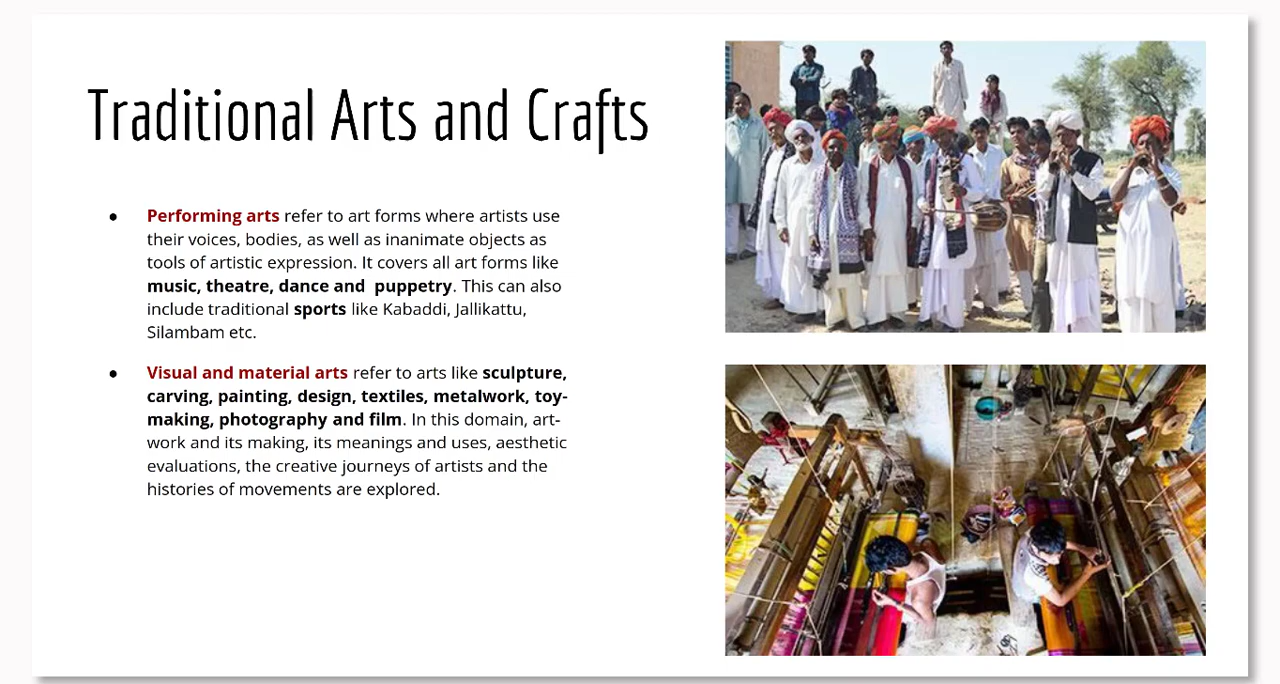 Traditional Arts and Crafts
● Performing arts refer to art forms where artists use
their voices, bodies, as well as inanimate objects as
tools of artistic expression. It covers all art forms like
music, theatre, dance and  puppetry. This can also
include traditional sports like Kabaddi, Jallikattu,
Silambam etc.
● Visual and material arts refer to arts like sculpture,
carving, painting, design, textiles, metalwork, toy-
making, photography and film. In this domain, art-
work and its making, its meanings and uses, aesthetic
evaluations, the creative journeys of artists and the
histories of movements are explored.